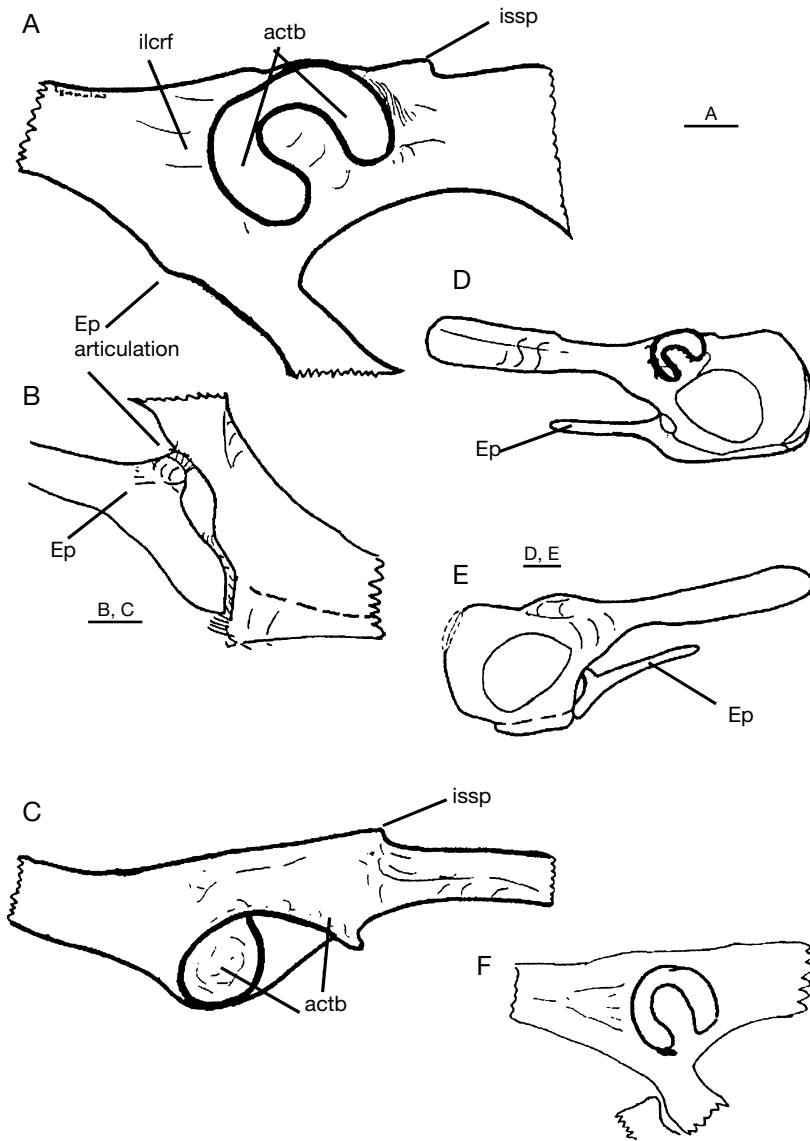 A
ilcrf
actb
issp
A
Ep
articulation
B
Ep
B, C
D
Ep
D, E
E
Ep
C
issp
actb
F